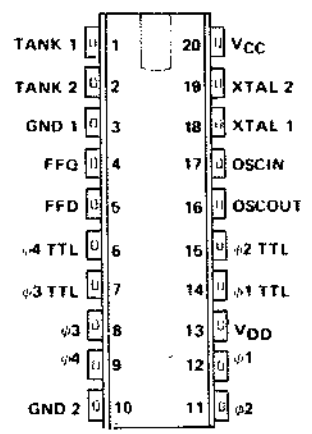 TANK 1 1 20 VCC
TANK 2 2 19 XTAL 2
GND 1 3 18 XTAL 1
FFQ 4 17 OSCIN
FFD 5 16 OSCOUT
φ4 TTL 6 15 φ2 TTL
φ3 TTL 7 14 φ1 TTL
φ3 8 13 VDD
φ4 9 12 φ1
GND 2 10 11 φ2